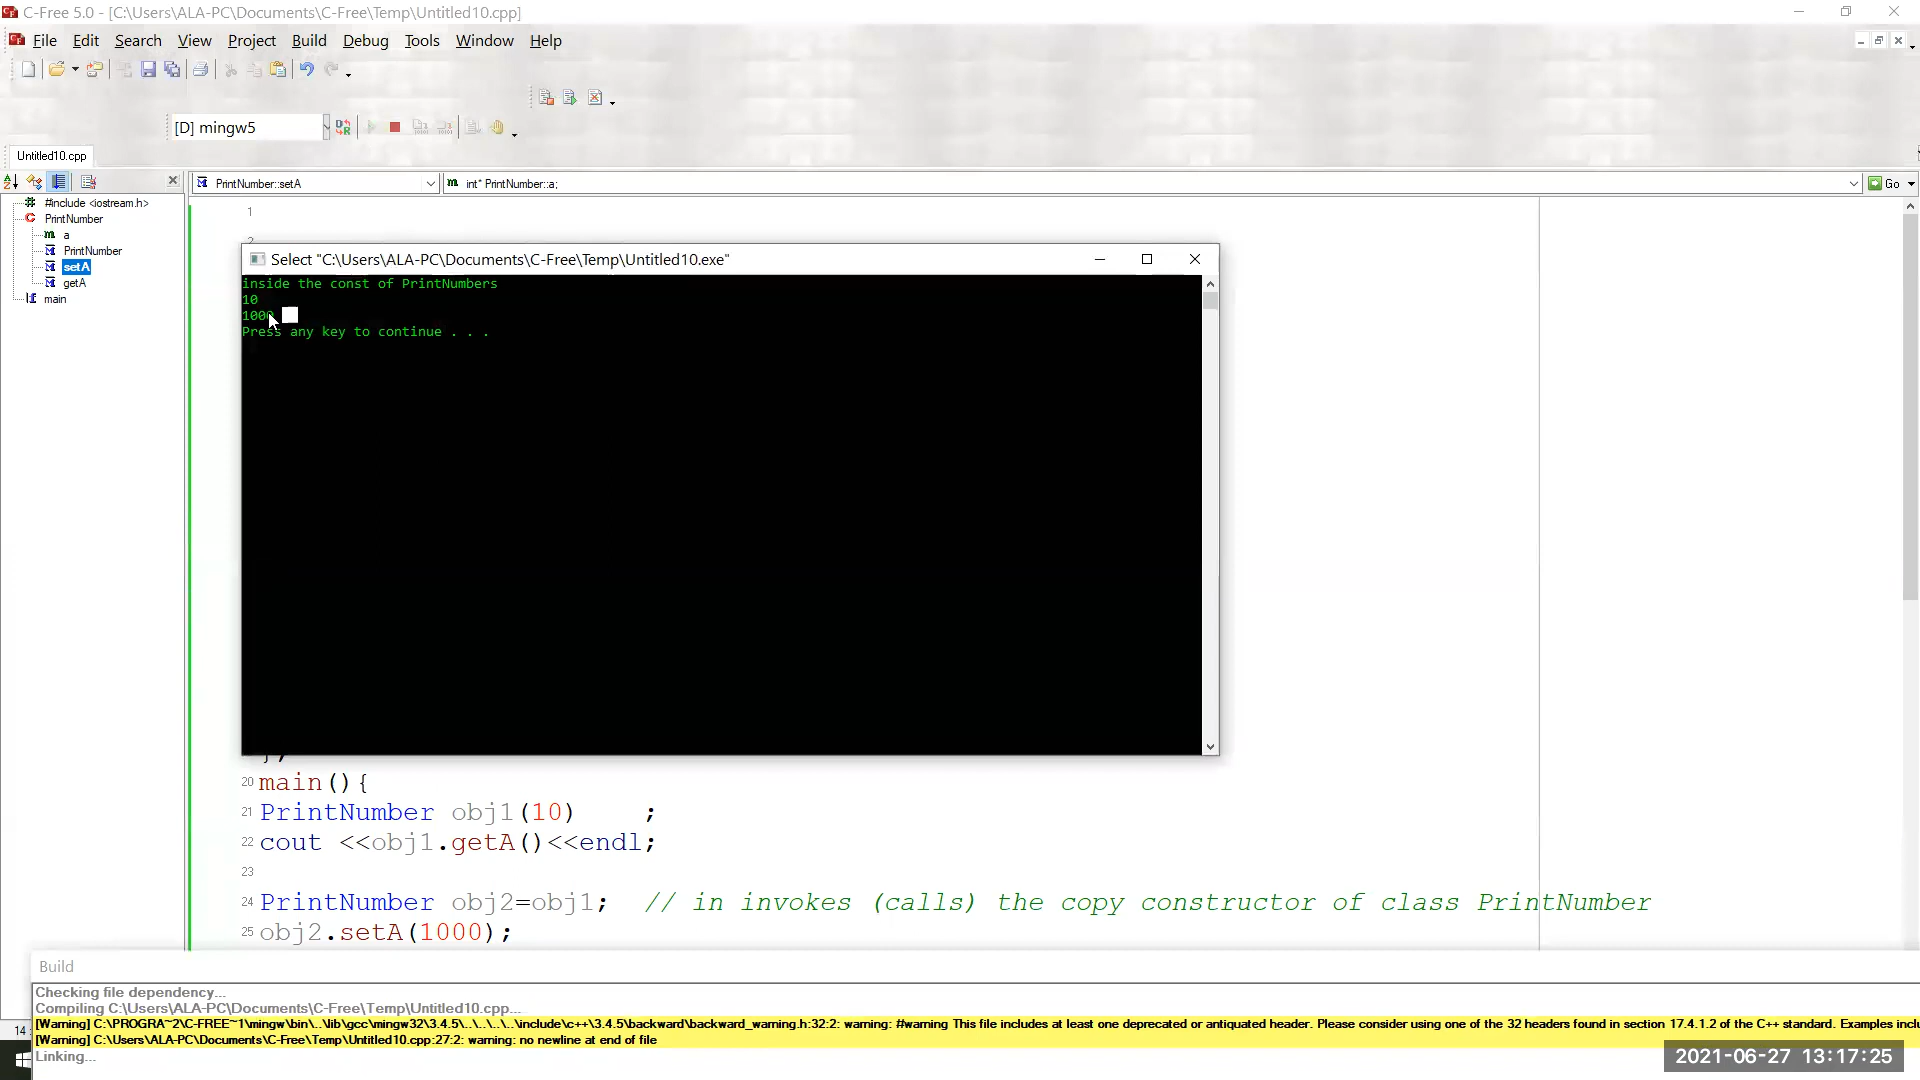 C-Free 5.0 - [C:\Users\ALA-PC\Documents\C-Free\Temp\Untitled10.cpp]
File Edit Search View Project Build Debug Tools Window Help
[D] mingw5
Untitled10.cpp
PrintNumber::setA
int* PrintNumber::a;
Go
#include <iostream.h>
PrintNumber
a
PrintNumber
setA
getA
main
1
2
Select "C:\Users\ALA-PC\Documents\C-Free\Temp\Untitled10.exe"
inside the const of PrintNumbers
10
1000
Press any key to continue . . .
};
20 main(){
21 PrintNumber obj1(10) ;
22 cout <<obj1.getA()<<endl;
23
24 PrintNumber obj2=obj1; // in invokes (calls) the copy constructor of class PrintNumber
25 obj2.setA(1000);
Build
Checking file dependency...
Compiling C:\Users\ALA-PC\Documents\C-Free\Temp\Untitled10.cpp...
[Warning] C:\PROGRA~2\C-FREE~1\mingw\bin\..\lib\gcc\mingw32\3.4.5\..\..\..\..\include\c++\3.4.5\backward\backward_warning.h:32:2: warning: #warning This file includes at least one deprecated or antiquated header. Please consider using one of the 32 headers found in section 17.4.1.2 of the C++ standard. Examples inclu
[Warning] C:\Users\ALA-PC\Documents\C-Free\Temp\Untitled10.cpp:27:2: warning: no newline at end of file
Linking...
14
2021-06-27 13:17:25